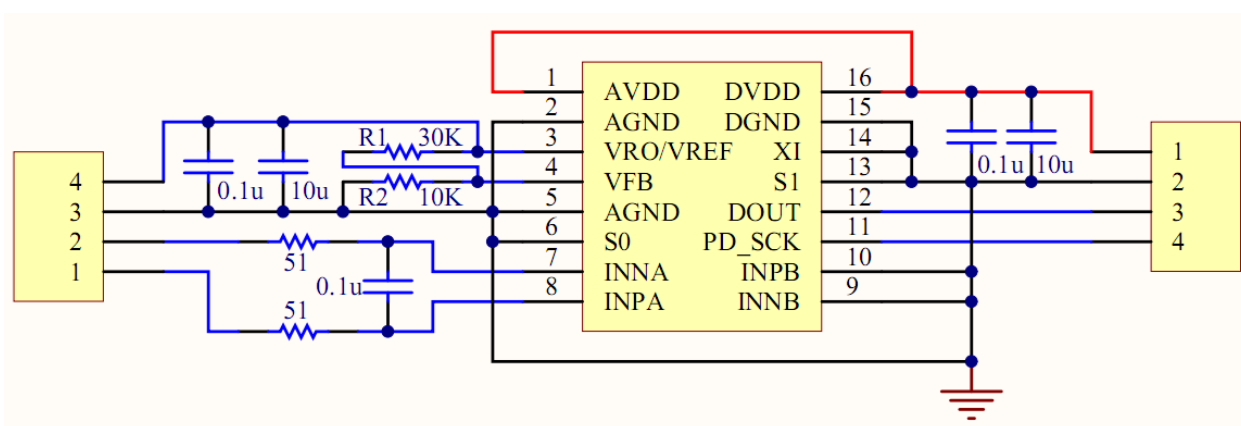 1 AVDD DVDD 16
2 AGND DGND 15
R1 30K 3 VRO/VREF XI 14
4 0.1u 10u R2 10K 4 VFB S1 13 0.1u 10u 1
3 5 AGND DOUT 12 2
2 6 S0 PD_SCK 11 3
1 51 7 INNA INPB 10 4
0.1u 8 INPA INNB 9
51